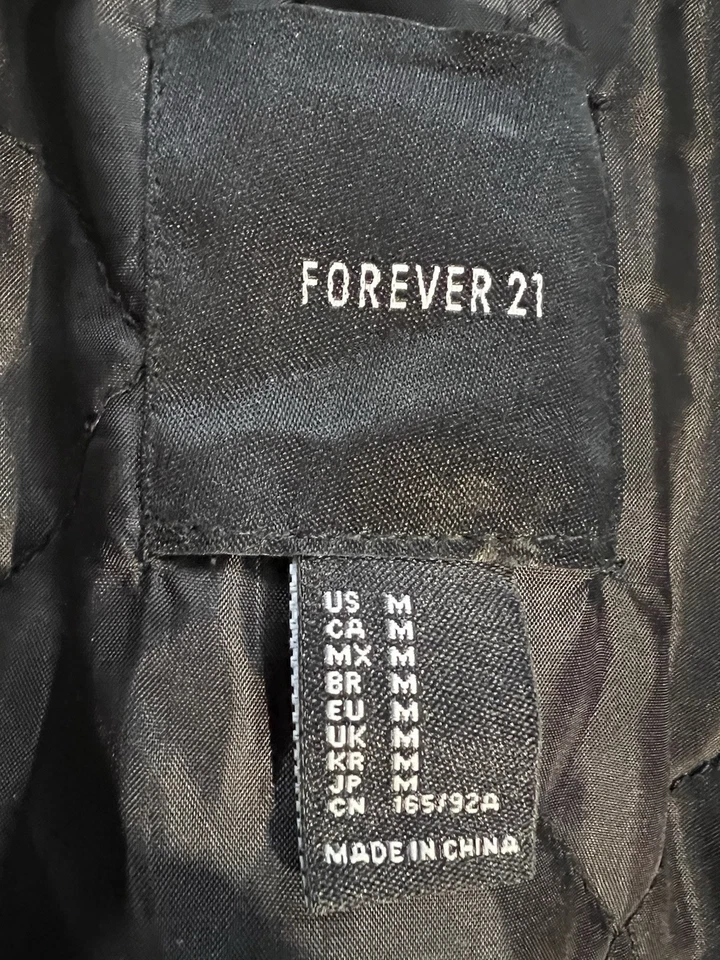 FOREVER 21
US M
CA M
MX M
BR M
EU M
UK M
KR M
JP M
CN 165/92A
MADE IN CHINA